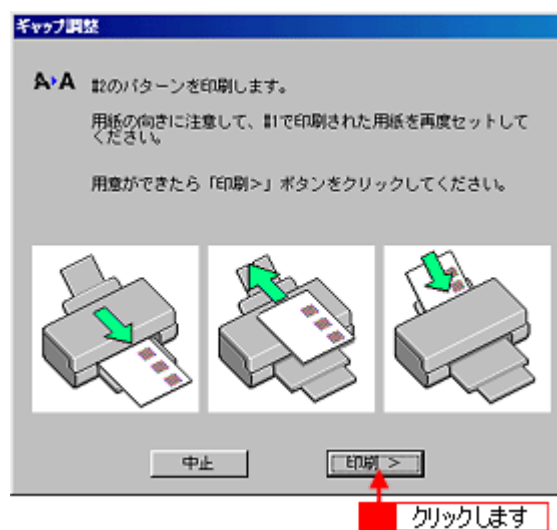 ギャップ調整
A▸A #2のパターンを印刷します。
用紙の向きに注意して、#1で印刷された用紙を再度セットして
ください。
用意ができたら「印刷>」ボタンをクリックしてください。
中止
印刷 >
クリックします